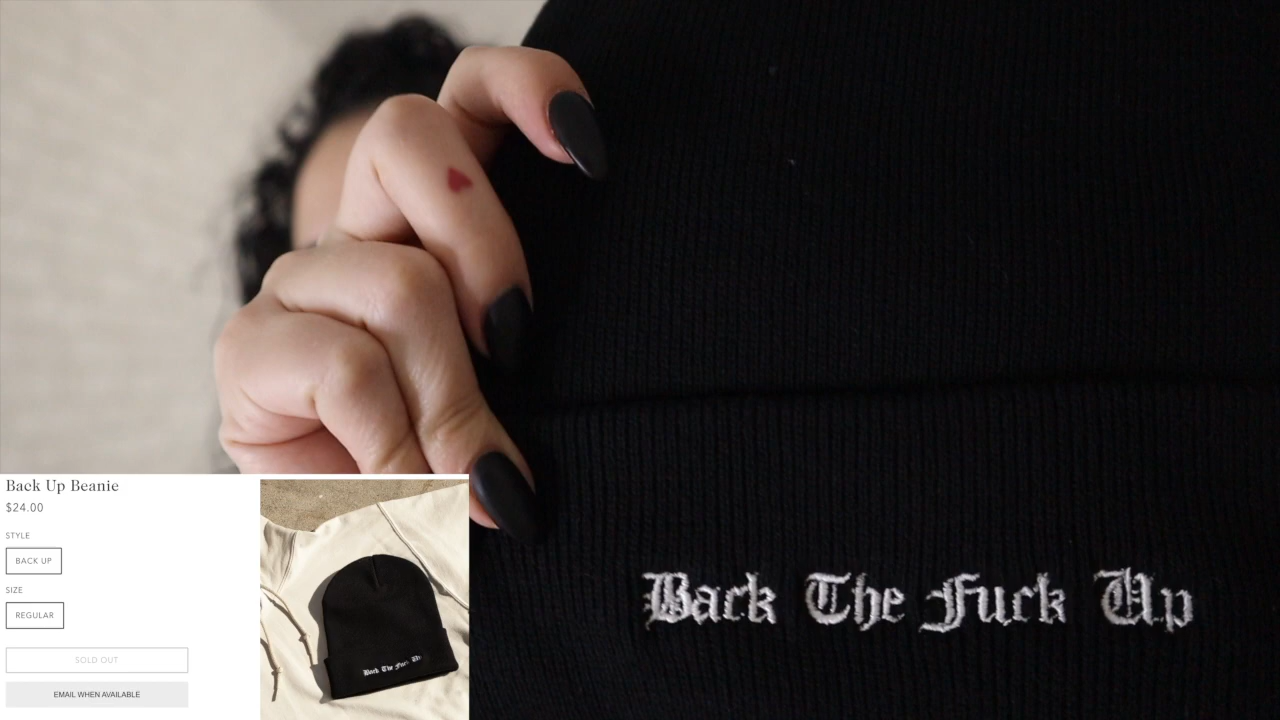 Back The Fuck Up
Back Up Beanie
$24.00
STYLE
BACK UP
SIZE
REGULAR
SOLD OUT
EMAIL WHEN AVAILABLE
Back The Fuck Up